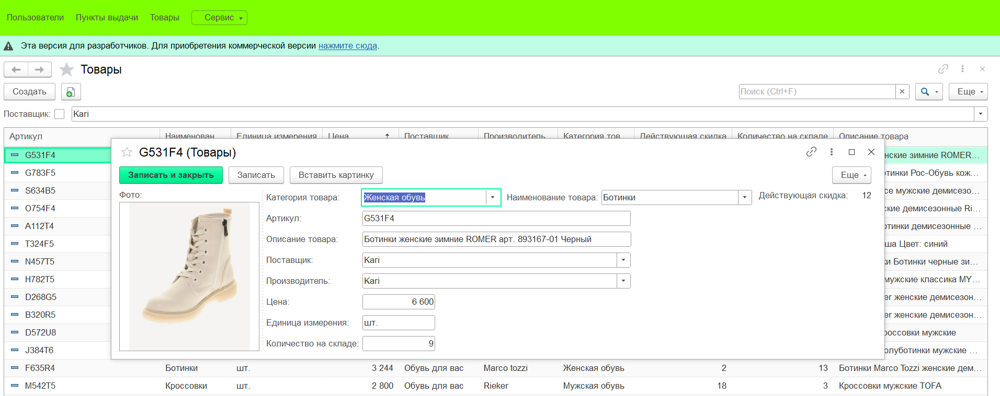 Пользователи Пункты выдачи Товары Сервис
Эта версия для разработчиков. Для приобретения коммерческой версии нажмите сюда.
Товары
Создать Поиск (Ctrl+F) Еще
Поставщик: Kari
Артикул Наименован Единица измерения Цена Поставщик Производитель Категория тов Действующая скидка Количество на складе Описание товара
G531F4 нские зимние ROMER...
G783F5 отинки Рос-Обувь кож...
S634B5 се мужские демисезо...
O754F4 ские демисезонные Ri...
A112T4 отинки демисезонные ...
T324F5 ша Цвет: синий
N457T5 ки Ботинки черные зи...
H782T5 мужские классика MY...
D268G5 er женские демисезон...
B320R5 er женские демисезон...
D572U8 россовки мужские
J384T6 олуботинки мужские ...
F635R4 Ботинки шт. 3 244 Обувь для вас Marco tozzi Женская обувь 2 13 Ботинки Marco Tozzi женские дем...
M542T5 Кроссовки шт. 2 800 Обувь для вас Rieker Мужская обувь 18 3 Кроссовки мужские TOFA
G531F4 (Товары)
Записать и закрыть Записать Вставить картинку Еще
Фото:
Категория товара: Женская обувь Наименование товара: Ботинки Действующая скидка: 12
Артикул: G531F4
Описание товара: Ботинки женские зимние ROMER арт. 893167-01 Черный
Поставщик: Kari
Производитель: Kari
Цена: 6 600
Единица измерения: шт.
Количество на складе: 9